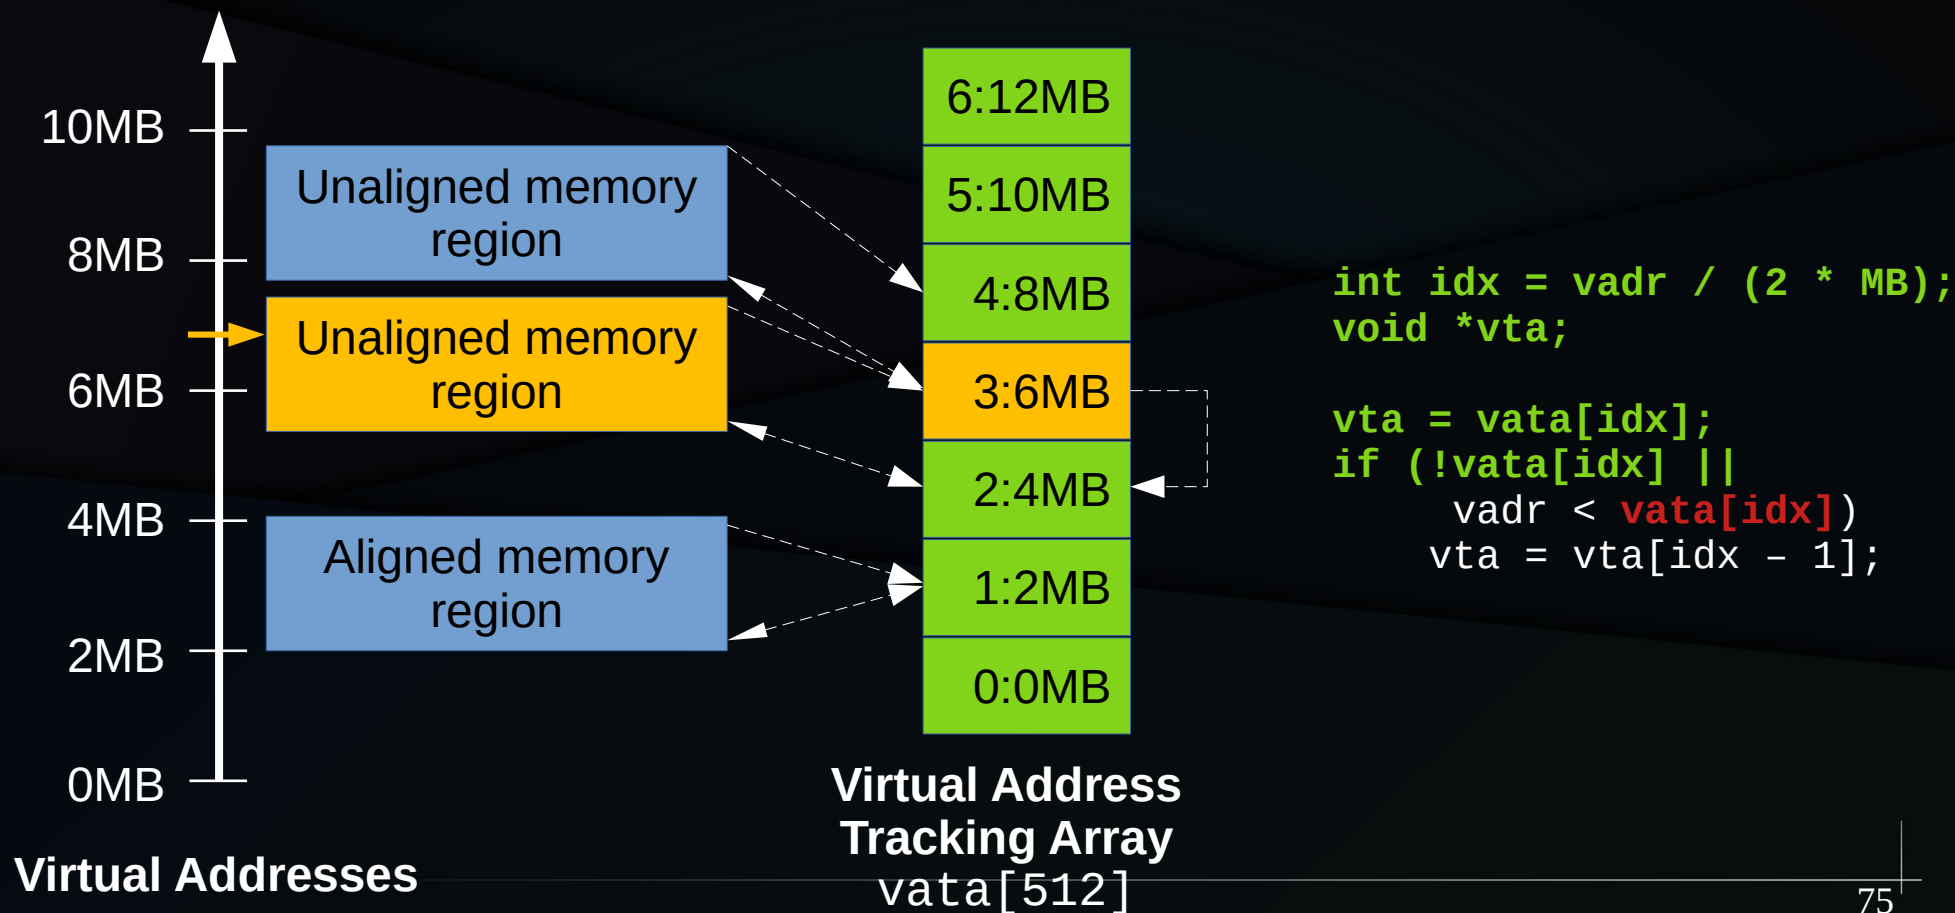 10MB
8MB
6MB
4MB
2MB
0MB
Virtual Addresses
Unaligned memory
region
Unaligned memory
region
Aligned memory
region
6:12MB
5:10MB
4:8MB
3:6MB
2:4MB
1:2MB
0:0MB
Virtual Address
Tracking Array
vata[512]
int idx = vadr / (2 * MB);
void *vta;
vta = vata[idx];
if (!vata[idx] ||
vadr < vata[idx])
vta = vta[idx – 1];
75